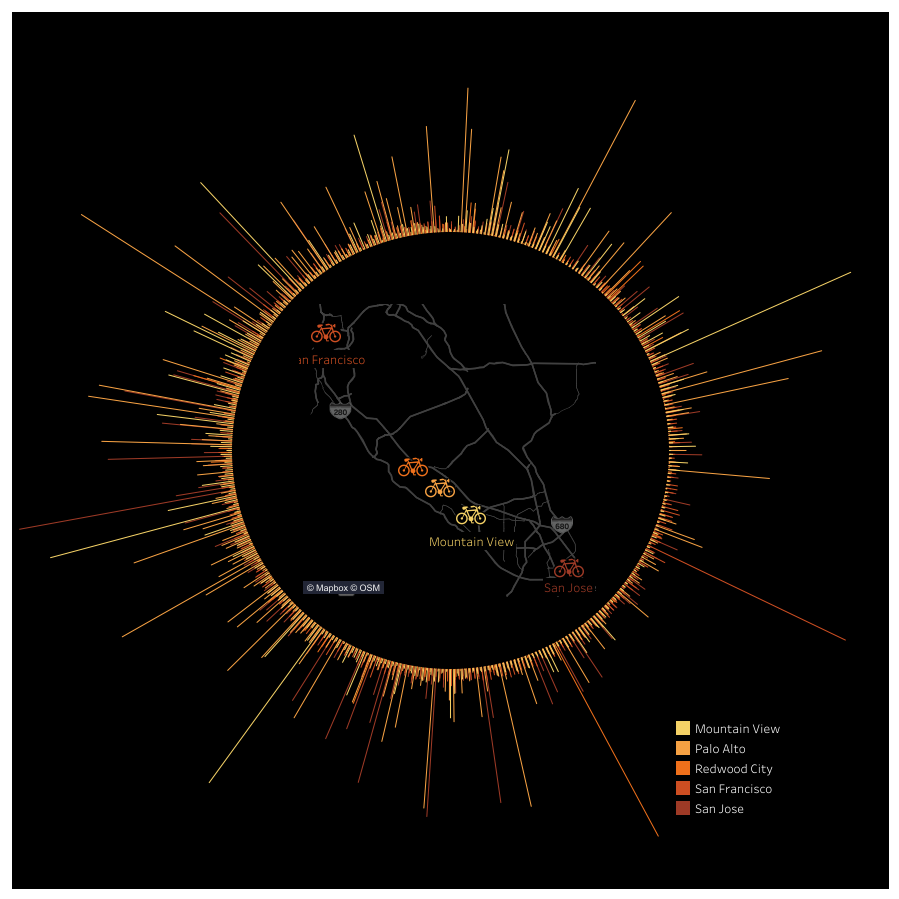 an Francisco
280
Mountain View
680
© Mapbox © OSM
San Jose
Mountain View
Palo Alto
Redwood City
San Francisco
San Jose